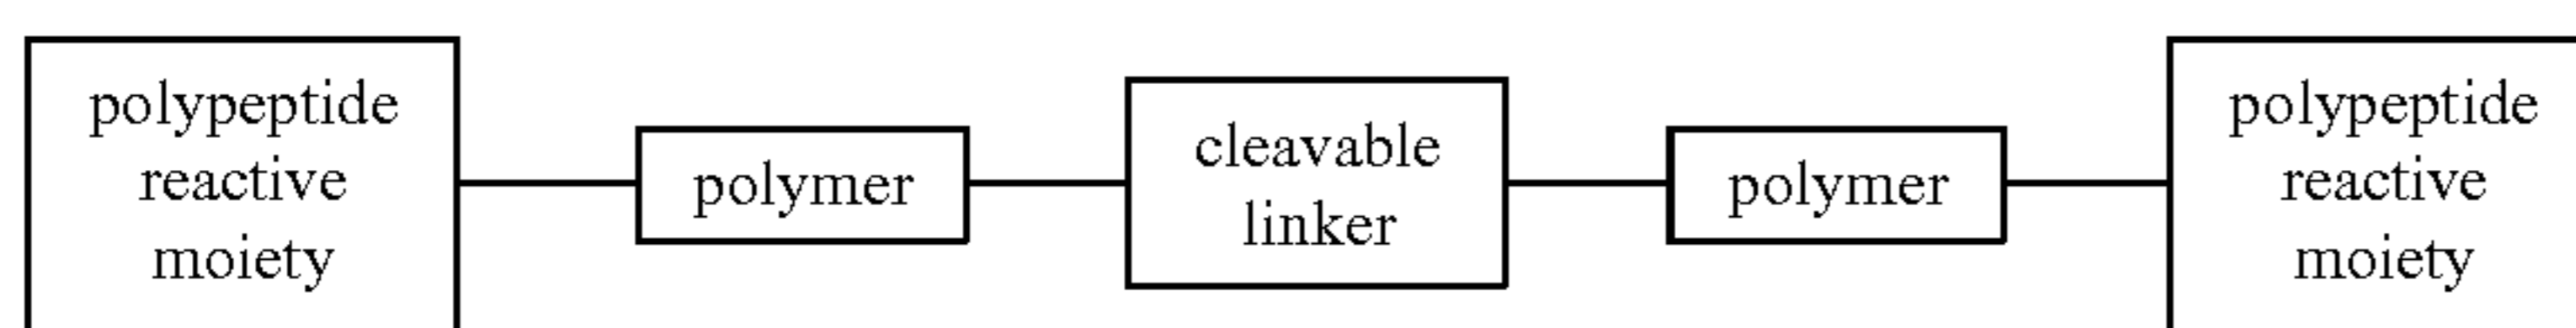 polypeptide
reactive
moiety
polymer
cleavable
linker
polymer
polypeptide
reactive
moiety